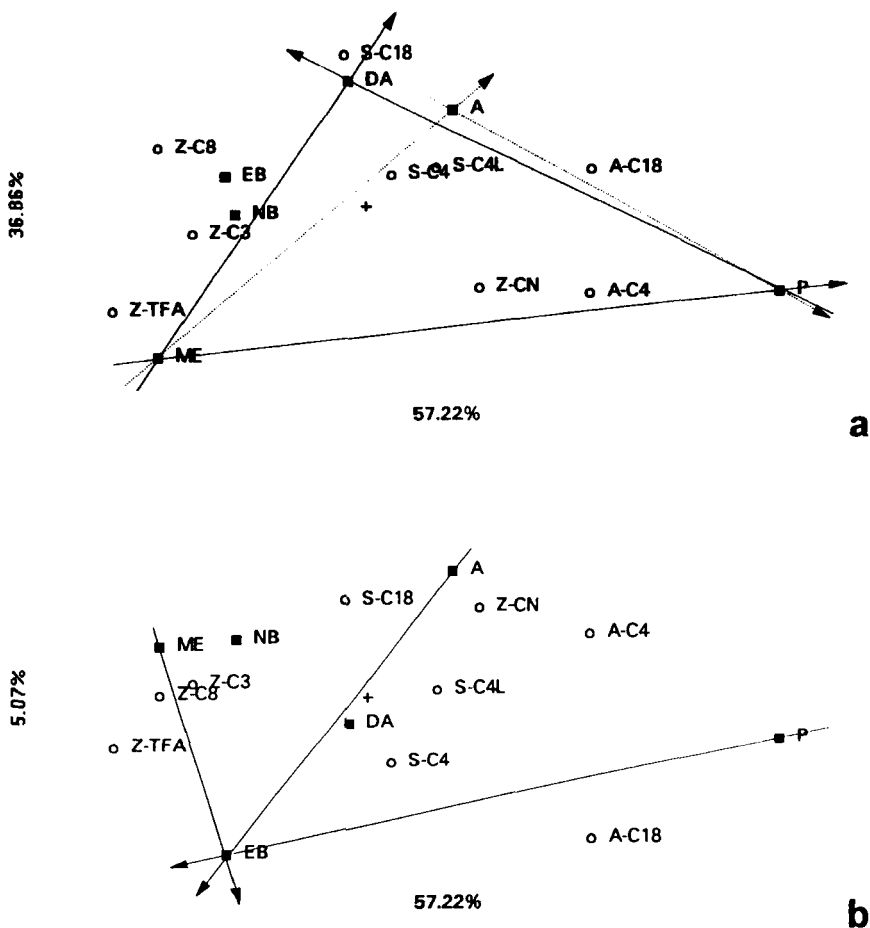 S-C18
DA
A
Z-C8
EB
S-C4
S-C4L
A-C18
36.86%
NB
Z-C3
Z-CN
A-C4
P
Z-TFA
ME
57.22%
a
A
S-C18
Z-CN
A-C4
ME
NB
Z-C3
Z-C8
S-C4L
5.07%
DA
P
Z-TFA
S-C4
A-C18
EB
57.22%
b